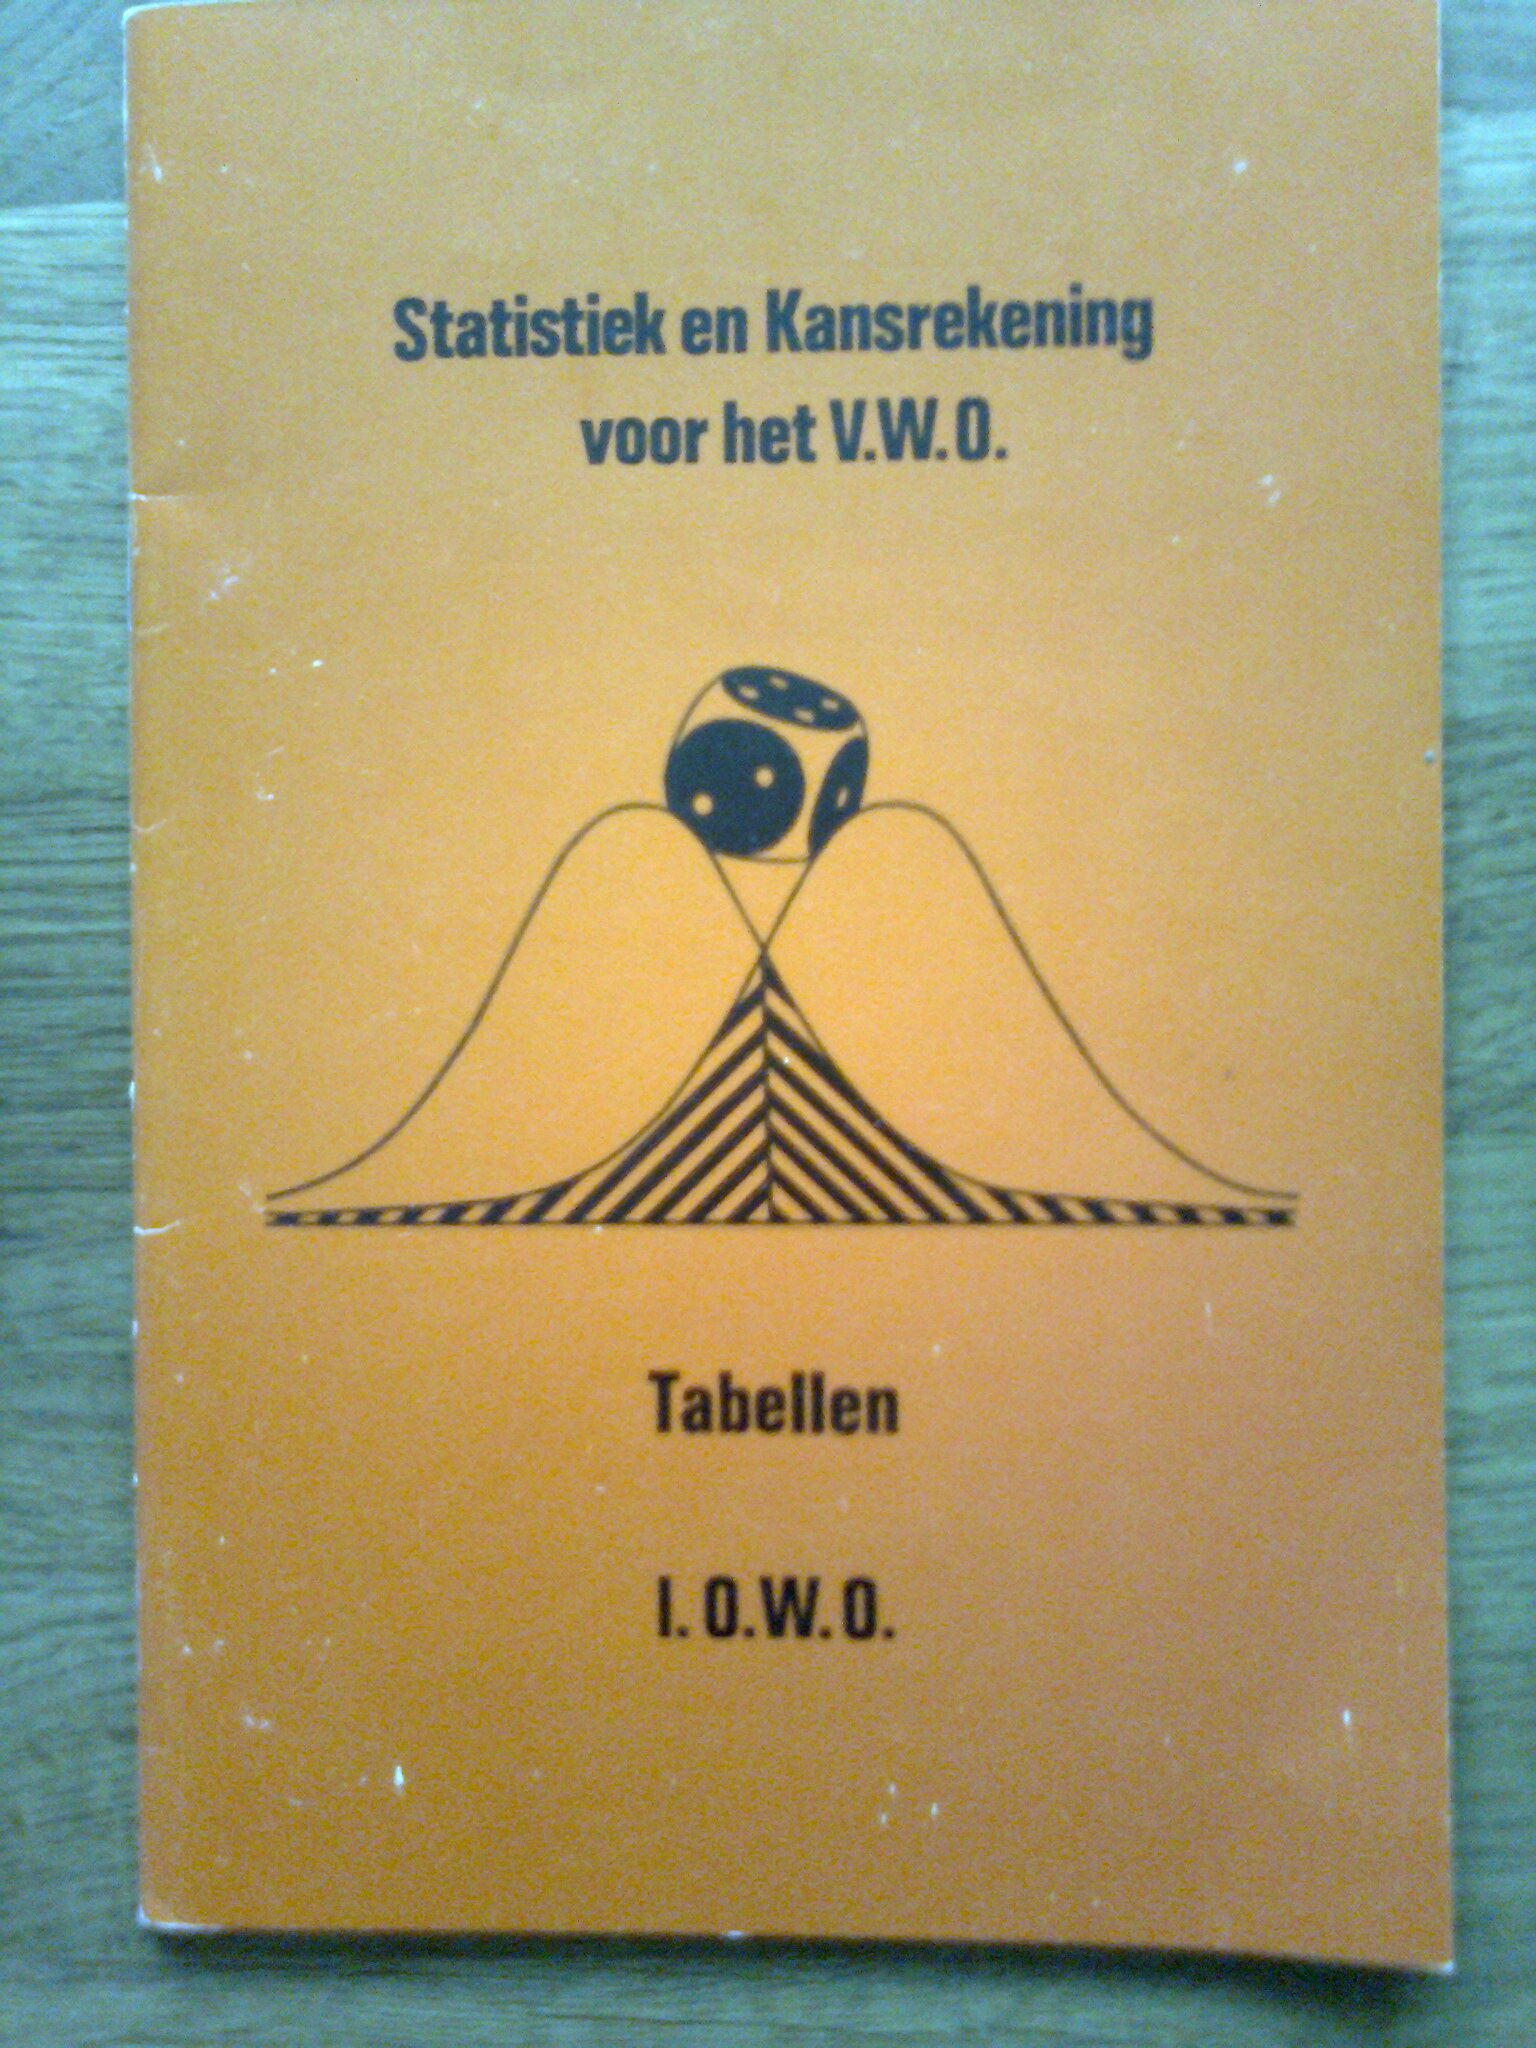 Statistiek en Kansrekening
voor het V.W.O.
Tabellen
I.O.W.O.